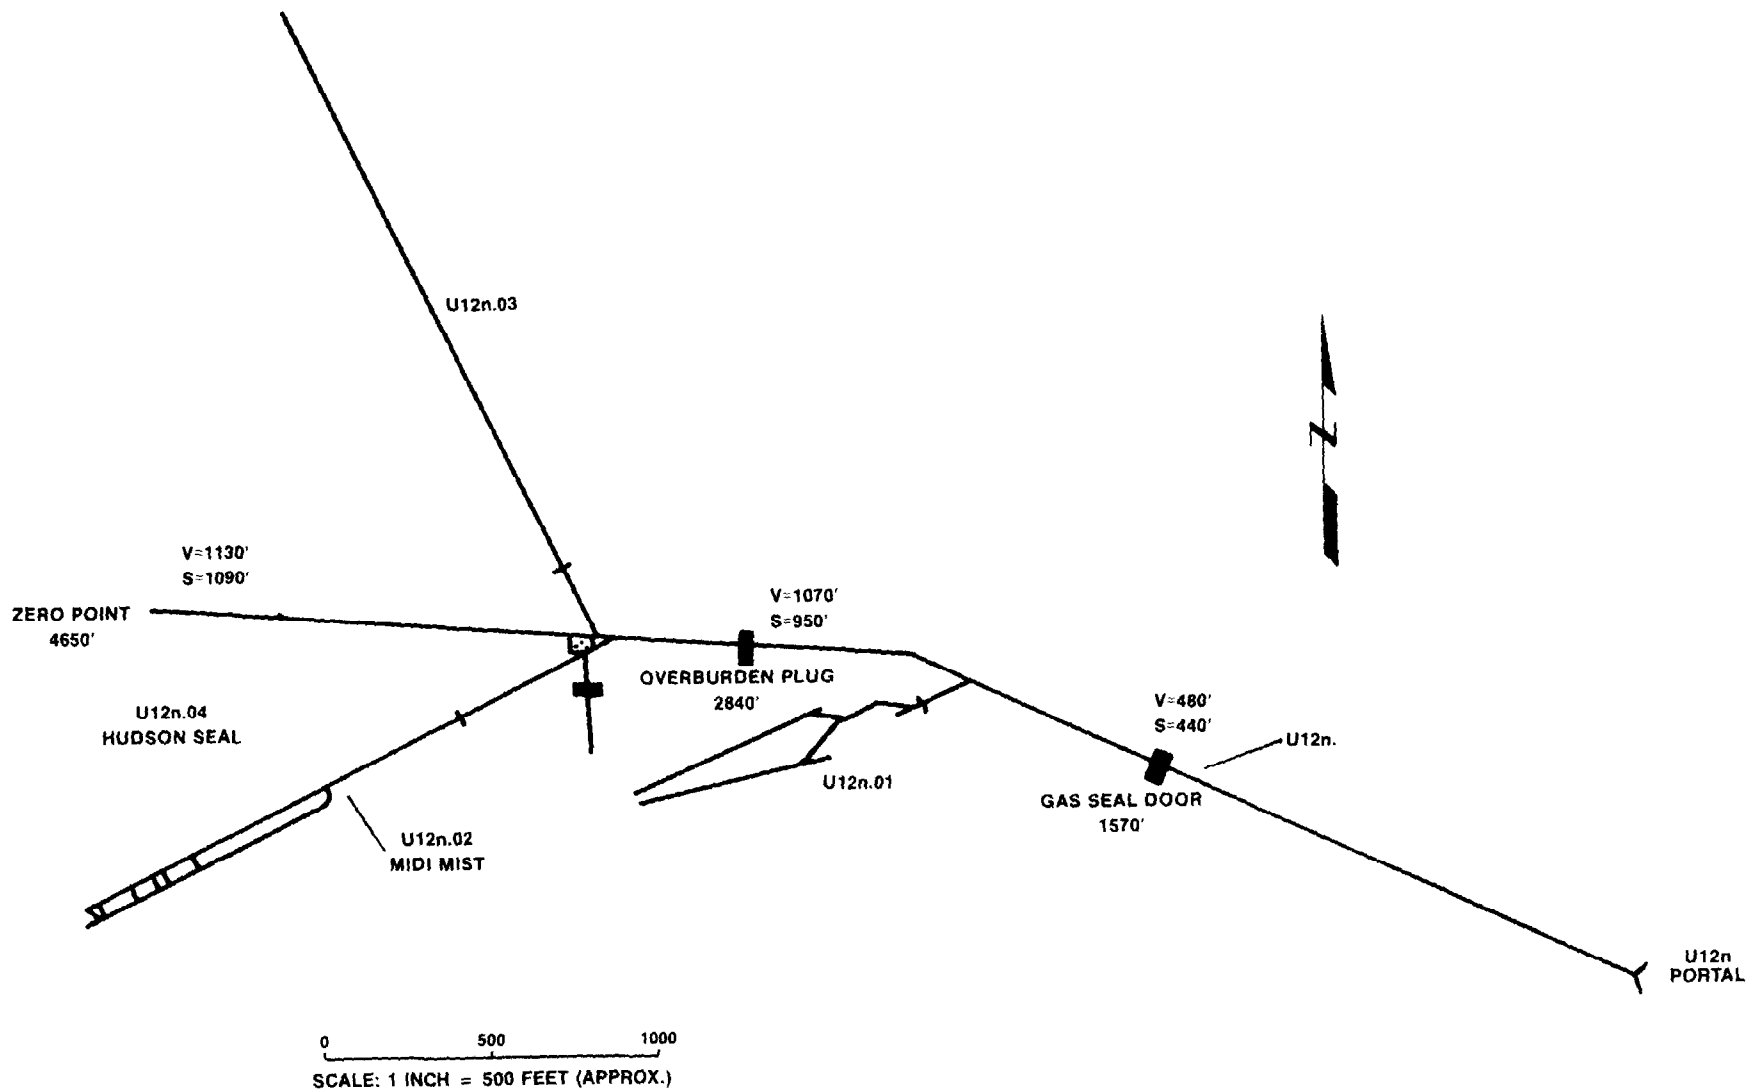 U12n.03
N
V=1130'
S=1090'
ZERO POINT
4650'
V=1070'
S=950'
OVERBURDEN PLUG
2840'
U12n.04
HUDSON SEAL
V=480'
S=440'
U12n.
U12n.01
GAS SEAL DOOR
1570'
U12n.02
MIDI MIST
U12n
PORTAL
0 500 1000
SCALE: 1 INCH = 500 FEET (APPROX.)